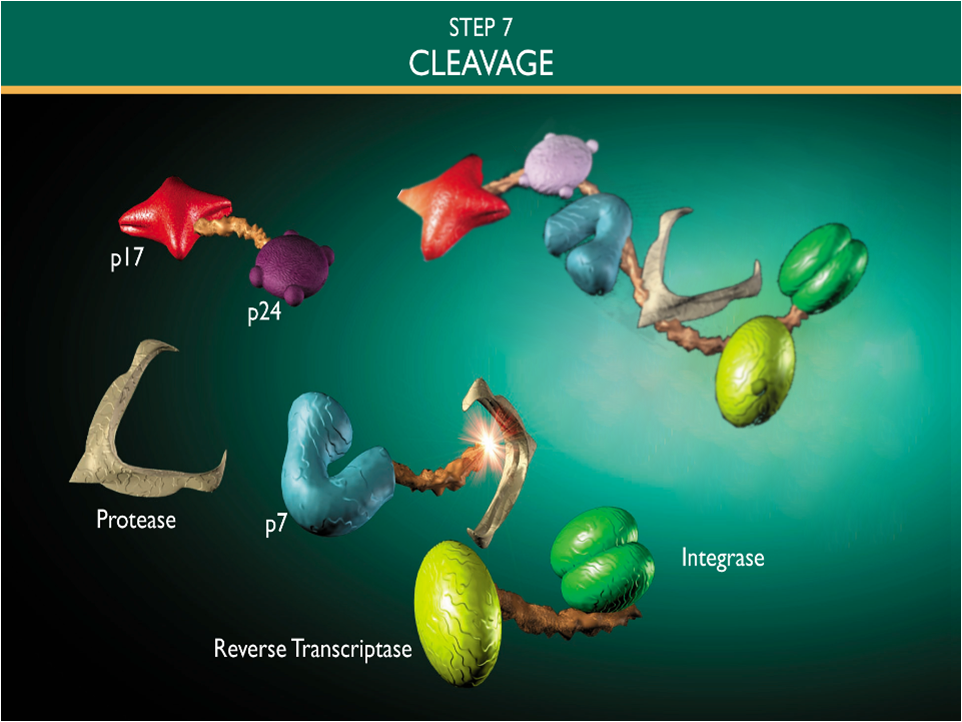 STEP 7
CLEAVAGE
p17
p24
Protease
p7
Integrase
Reverse Transcriptase